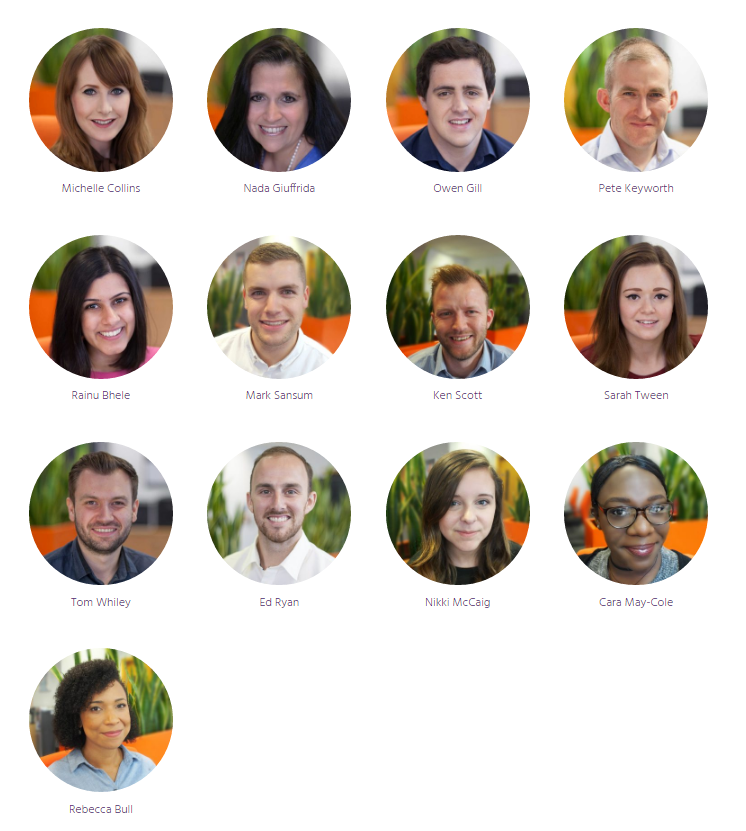 Michelle Collins
Nada Giuffrida
Owen Gill
Pete Keyworth
Rainu Bhele
Mark Sansum
Ken Scott
Sarah Tween
Tom Whiley
Ed Ryan
Nikki McCaig
Cara May-Cole
Rebecca Bull